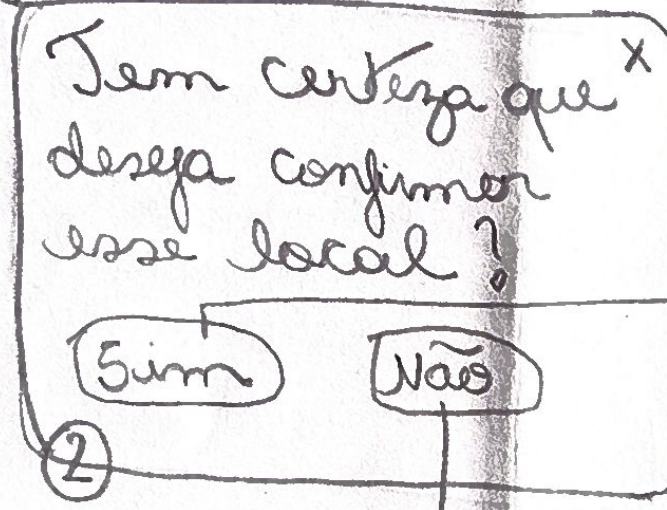 Tem certeza que X
deseja confirmar
esse local?
Sim Não
2